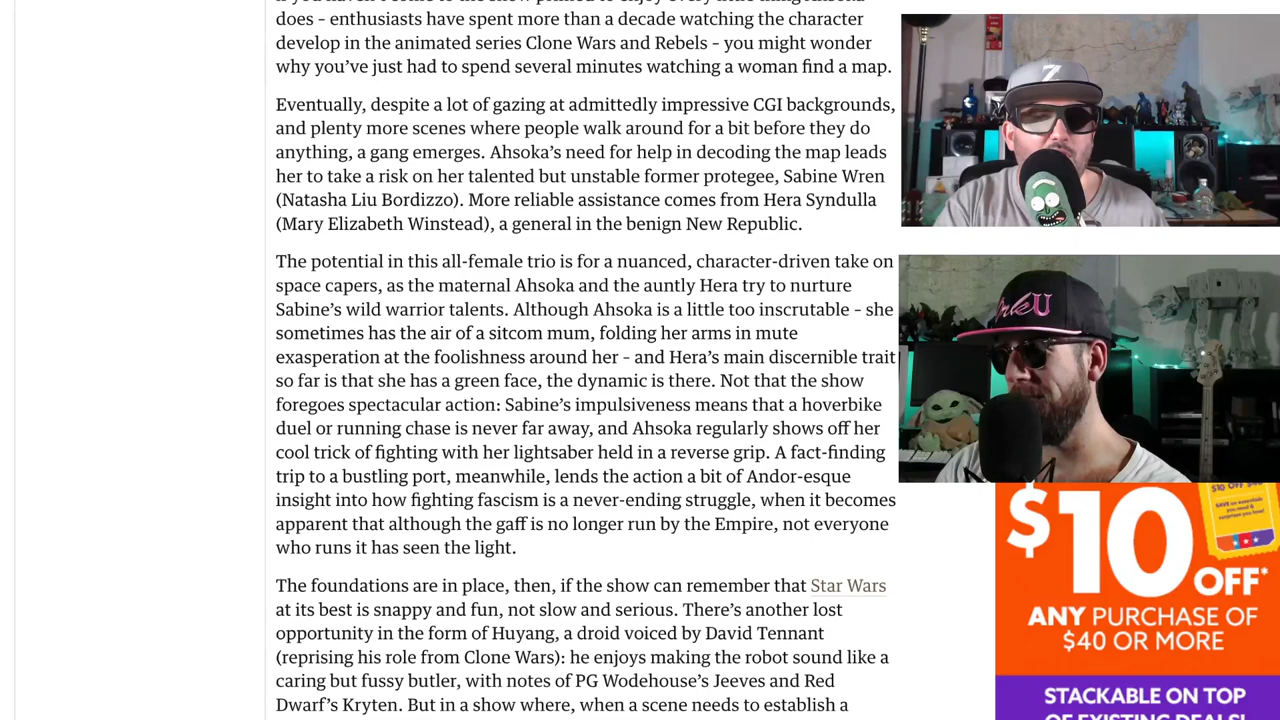 does – enthusiasts have spent more than a decade watching the character
develop in the animated series Clone Wars and Rebels – you might wonder
why you've just had to spend several minutes watching a woman find a map.
Eventually, despite a lot of gazing at admittedly impressive CGI backgrounds,
and plenty more scenes where people walk around for a bit before they do
anything, a gang emerges. Ahsoka's need for help in decoding the map leads
her to take a risk on her talented but unstable former protegee, Sabine Wren
(Natasha Liu Bordizzo). More reliable assistance comes from Hera Syndulla
(Mary Elizabeth Winstead), a general in the benign New Republic.
The potential in this all-female trio is for a nuanced, character-driven take on
space capers, as the maternal Ahsoka and the auntly Hera try to nurture
Sabine's wild warrior talents. Although Ahsoka is a little too inscrutable – she
sometimes has the air of a sitcom mum, folding her arms in mute
exasperation at the foolishness around her – and Hera's main discernible trait
so far is that she has a green face, the dynamic is there. Not that the show
foregoes spectacular action: Sabine's impulsiveness means that a hoverbike
duel or running chase is never far away, and Ahsoka regularly shows off her
cool trick of fighting with her lightsaber held in a reverse grip. A fact-finding
trip to a bustling port, meanwhile, lends the action a bit of Andor-esque
insight into how fighting fascists is a never-ending struggle, when it becomes
apparent that although the gaff is no longer run by the Empire, not everyone
who runs it has seen the light.
The foundations are in place, then, if the show can remember that Star Wars
at its best is snappy and fun, not slow and serious. There's another lost
opportunity in the form of Huyang, a droid voiced by David Tennant
(reprising his role from Clone Wars): he enjoys making the robot sound like a
caring but fussy butler, with notes of PG Wodehouse's Jeeves and Red
Dwarf's Kryten. But in a show where, when a scene needs to establish a
Z
$10
OFF*
ANY PURCHASE OF
$40 OR MORE
STACKABLE ON TOP
OF EXISTING DEALS!